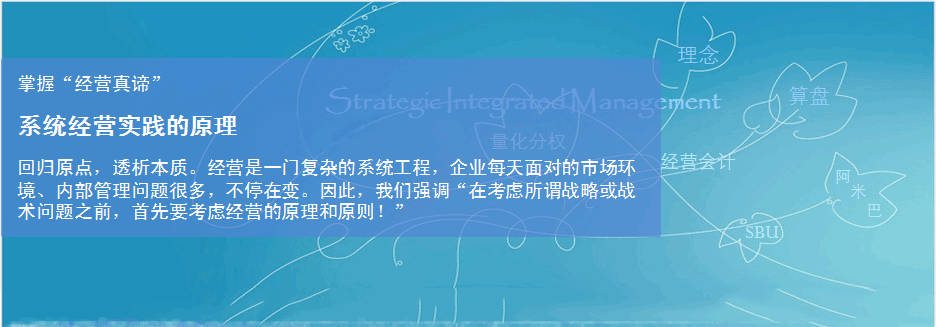 掌握“经营真谛”
系统经营实践的原理
回归原点，透析本质。经营是一门复杂的系统工程，企业每天面对的市场环
境、内部管理问题很多，不停在变。因此，我们强调“在考虑所谓战略或战
术问题之前，首先要考虑经营的原理和原则！”
Strategic Integrated Management
理念
算盘
量化分权
经营会计
阿
米
巴
SBU